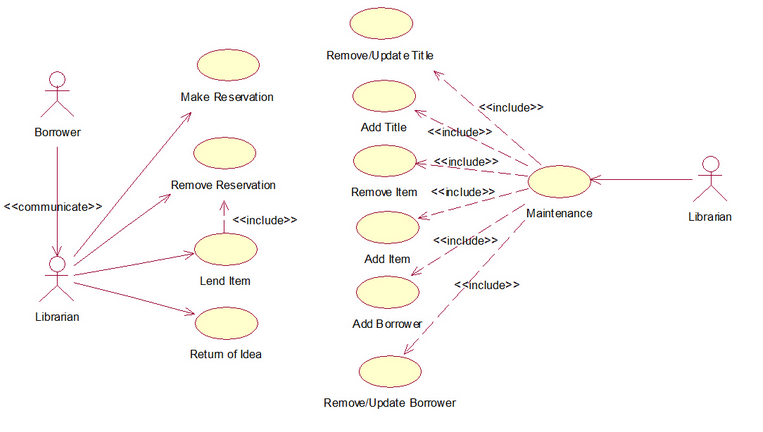 Remove/Update Title
Make Reservation
<<include>>
Borrower
Add Title
<<include>>
<<include>>
Remove Reservation
Remove Item
<<include>>
<<communicate>>
<<include>>
Maintenance
Librarian
<<include>>
Add Item
Lend Item
<<include>>
Librarian
Add Borrower
Return of Idea
Remove/Update Borrower